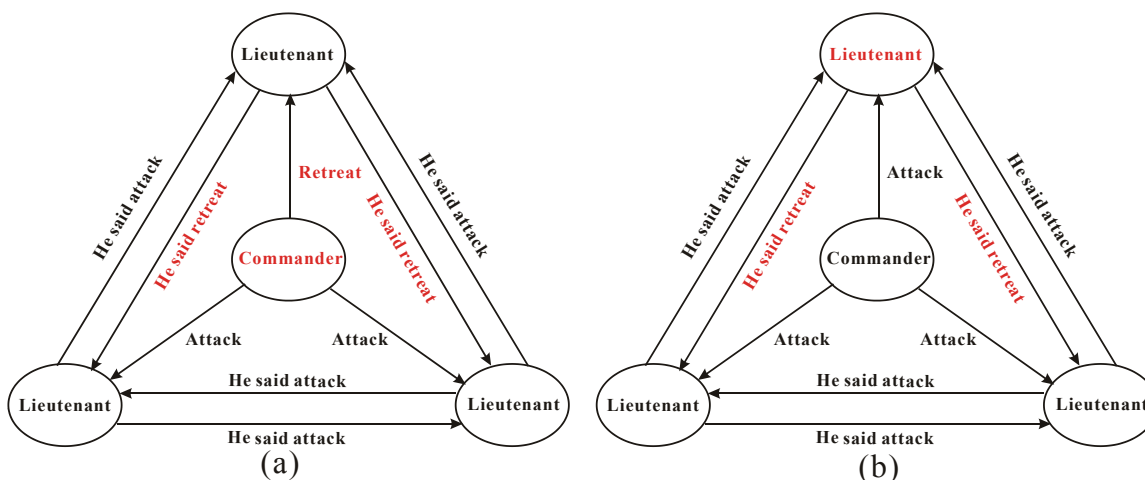 Lieutenant
He said attack
He said retreat
Retreat
He said retreat
He said attack
Commander
Attack
Attack
Lieutenant
He said attack
He said attack
Lieutenant
(a)
Lieutenant
He said attack
He said retreat
Attack
He said retreat
He said attack
Commander
Attack
Attack
Lieutenant
He said attack
He said attack
Lieutenant
(b)